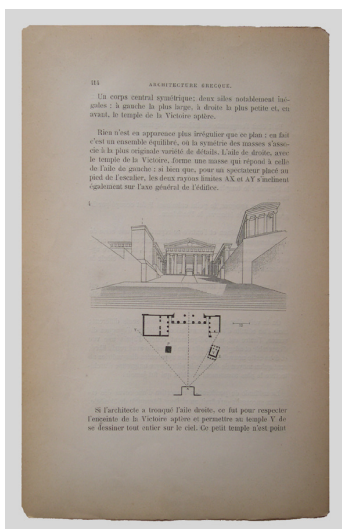 414 ARCHITECTURE GRECQUE.
Un corps central symétrique; deux ailes notablement iné-
gales : à gauche la plus large, à droite la plus petite et, en
avant, le temple de la Victoire aptère.
Rien n'est en apparence plus irrégulier que ce plan : en fait
c'est un ensemble équilibré, où la symétrie des masses s'asso-
cie à la plus originale variété de détails. L'aile de droite, avec
le temple de la Victoire, forme une masse qui répond à celle
de l'aile de gauche : si bien que, pour un spectateur placé au
pied de l'escalier, les deux rayons limites AX et AY s'inclinent
également sur l'axe général de l'édifice.
Si l'architecte a tronqué l'aile droite, ce fut pour respecter
l'enceinte de la Victoire aptère et permettre au temple V de
se dessiner tout entier sur le ciel. Ce petit temple n'est point